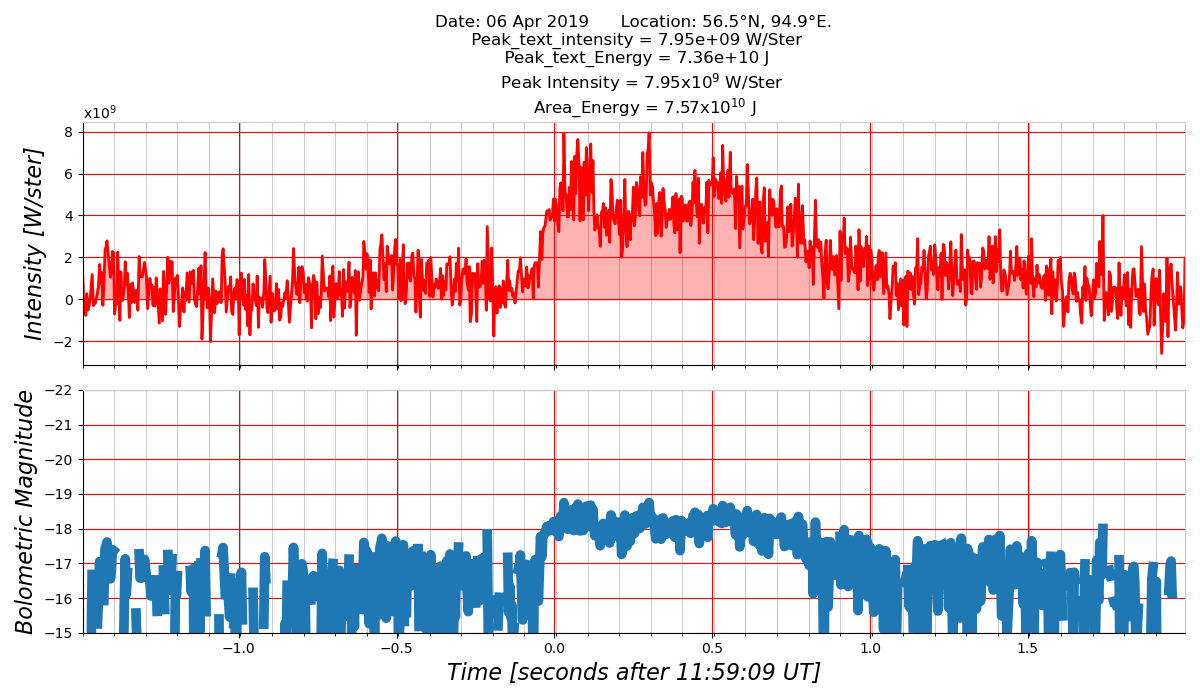 Date: 06 Apr 2019      Location: 56.5°N, 94.9°E.
Peak_text_intensity = 7.95e+09 W/Ster
Peak_text_Energy = 7.36e+10 J
Peak Intensity = 7.95x10⁹ W/Ster
Area_Energy = 7.57x10¹⁰ J
x10⁹
8
6
4
2
0
−2
Intensity [W/ster]
−22
−21
−20
−19
−18
−17
−16
−15
Bolometric Magnitude
−1.0 −0.5 0.0 0.5 1.0 1.5
Time [seconds after 11:59:09 UT]